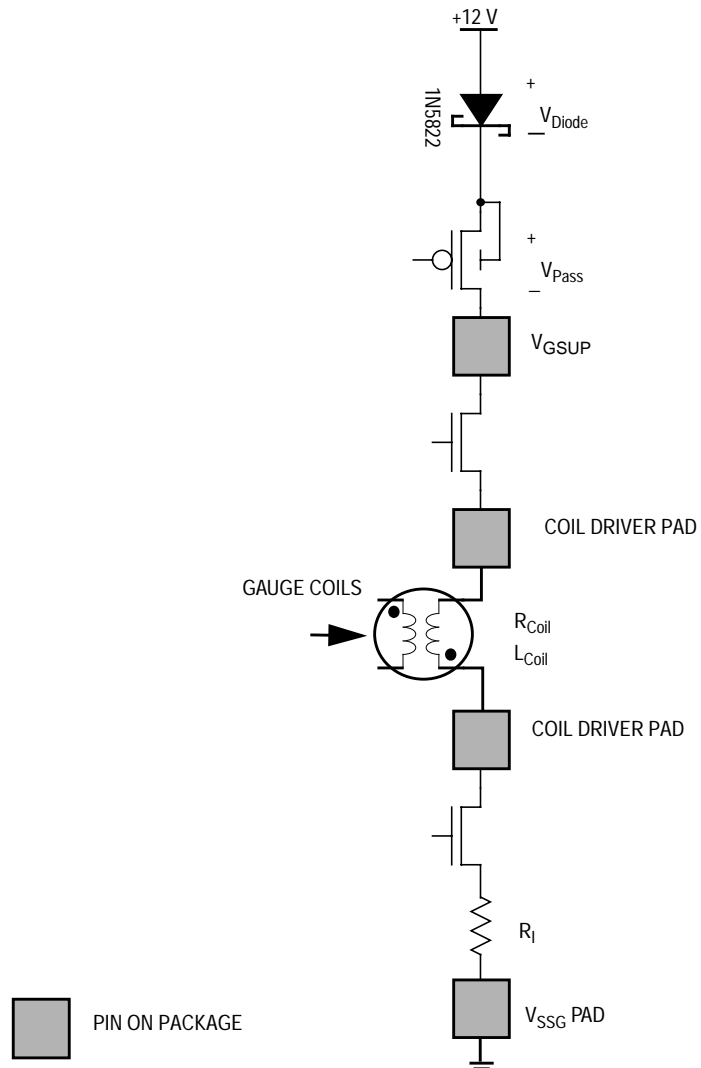 +12 V
1N5822
+
V_Diode
–
+
V_Pass
–
V_GSUP
COIL DRIVER PAD
GAUGE COILS
R_Coil
L_Coil
COIL DRIVER PAD
R_I
PIN ON PACKAGE
V_SSG PAD